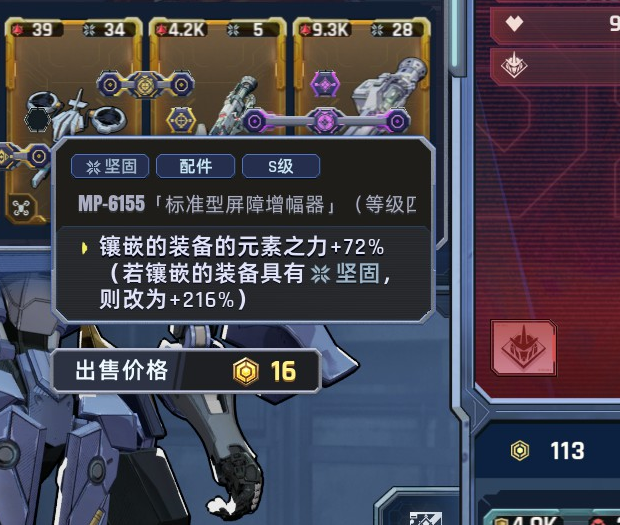 39 34 4.2K 5 9.3K 28
9
坚固 配件 S级
MP-6155「标准型屏障增幅器」(等级匹
镶嵌的装备的元素之力+72%
(若镶嵌的装备具有 坚固,
则改为+216%)
出售价格 16
113